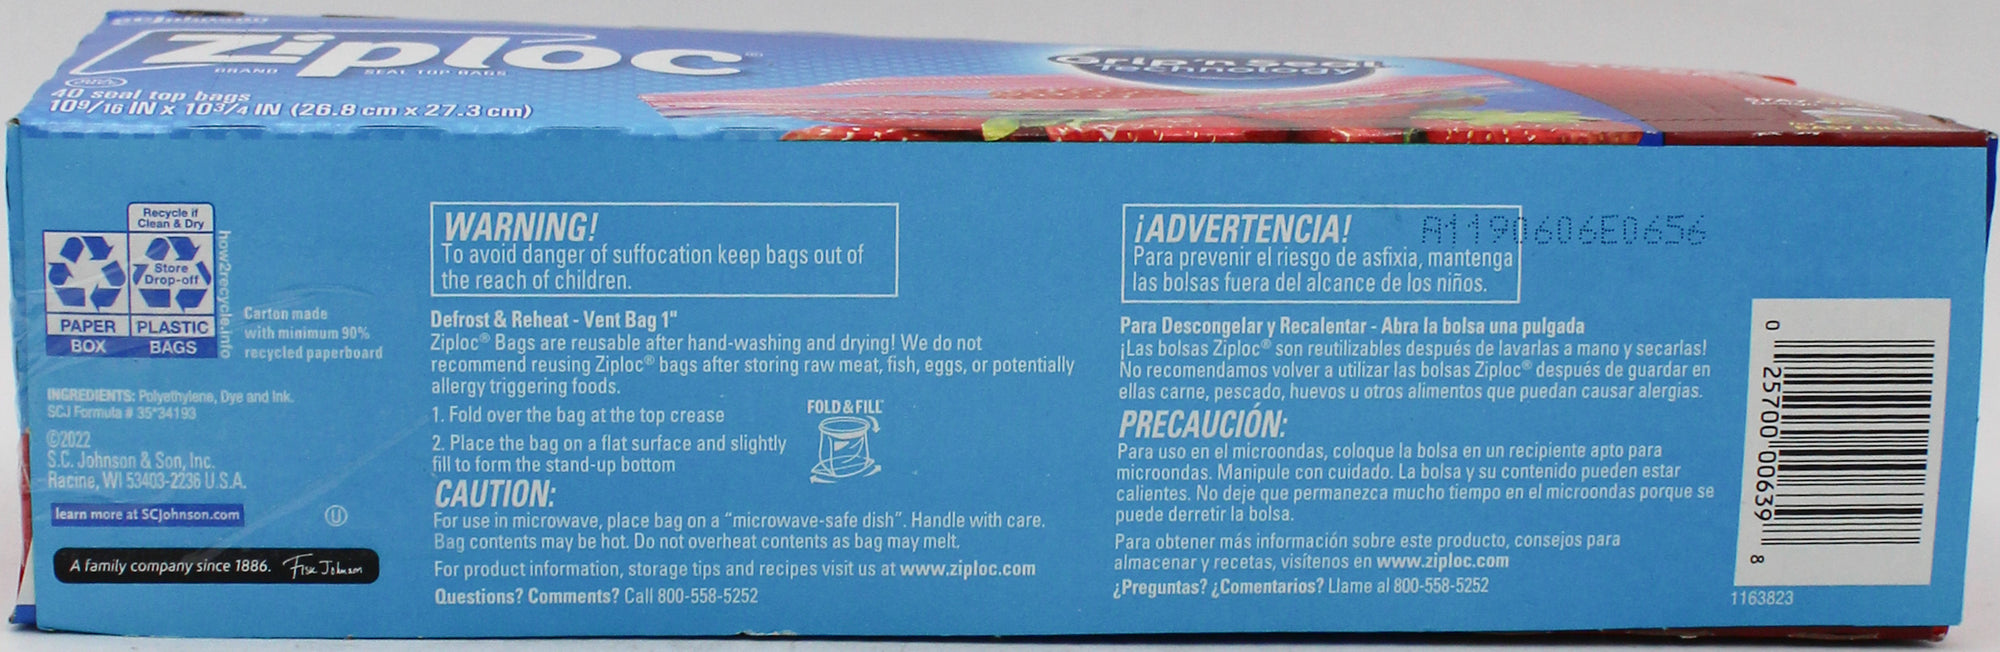 Ziploc®
BRAND SEAL TOP BAGS
Grip'n Seal
Technology
40 seal top bags
10 9/16 IN x 10 3/4 IN (26.8 cm x 27.3 cm)
Recycle if
Clean & Dry
Store
Drop-off
PAPER PLASTIC
BOX BAGS
how2recycle.info
Carton made
with minimum 90%
recycled paperboard
INGREDIENTS: Polyethylene, Dye and Ink.
SCJ Formula # 35*34193
©2022
S.C. Johnson & Son, Inc.
Racine, WI 53403-2236 U.S.A.
learn more at SCJohnson.com
U
A family company since 1886. Fisk Johnson
WARNING!
To avoid danger of suffocation keep bags out of
the reach of children.
Defrost & Reheat - Vent Bag 1"
Ziploc® Bags are reusable after hand-washing and drying! We do not
recommend reusing Ziploc® bags after storing raw meat, fish, eggs, or potentially
allergy triggering foods.
1. Fold over the bag at the top crease
2. Place the bag on a flat surface and slightly
fill to form the stand-up bottom
FOLD & FILL
CAUTION:
For use in microwave, place bag on a “microwave-safe dish”. Handle with care.
Bag contents may be hot. Do not overheat contents as bag may melt.
For product information, storage tips and recipes visit us at www.ziploc.com
Questions? Comments? Call 800-558-5252
¡ADVERTENCIA!
Para prevenir el riesgo de asfixia, mantenga
las bolsas fuera del alcance de los niños.
A1190606E0656
Para Descongelar y Recalentar - Abra la bolsa una pulgada
¡Las bolsas Ziploc® son reutilizables después de lavarlas a mano y secarlas!
No recomendamos volver a utilizar las bolsas Ziploc® después de guardar en
ellas carne, pescado, huevos u otros alimentos que puedan causar alergias.
PRECAUCIÓN:
Para uso en el microondas, coloque la bolsa en un recipiente apto para
microondas. Manipule con cuidado. La bolsa y su contenido pueden estar
calientes. No deje que permanezca mucho tiempo en el microondas porque se
puede derretir la bolsa.
Para obtener más información sobre este producto, consejos para
almacenar y recetas, visítenos en www.ziploc.com
¿Preguntas? ¿Comentarios? Llame al 800-558-5252
0 25700 00639 8
1163823